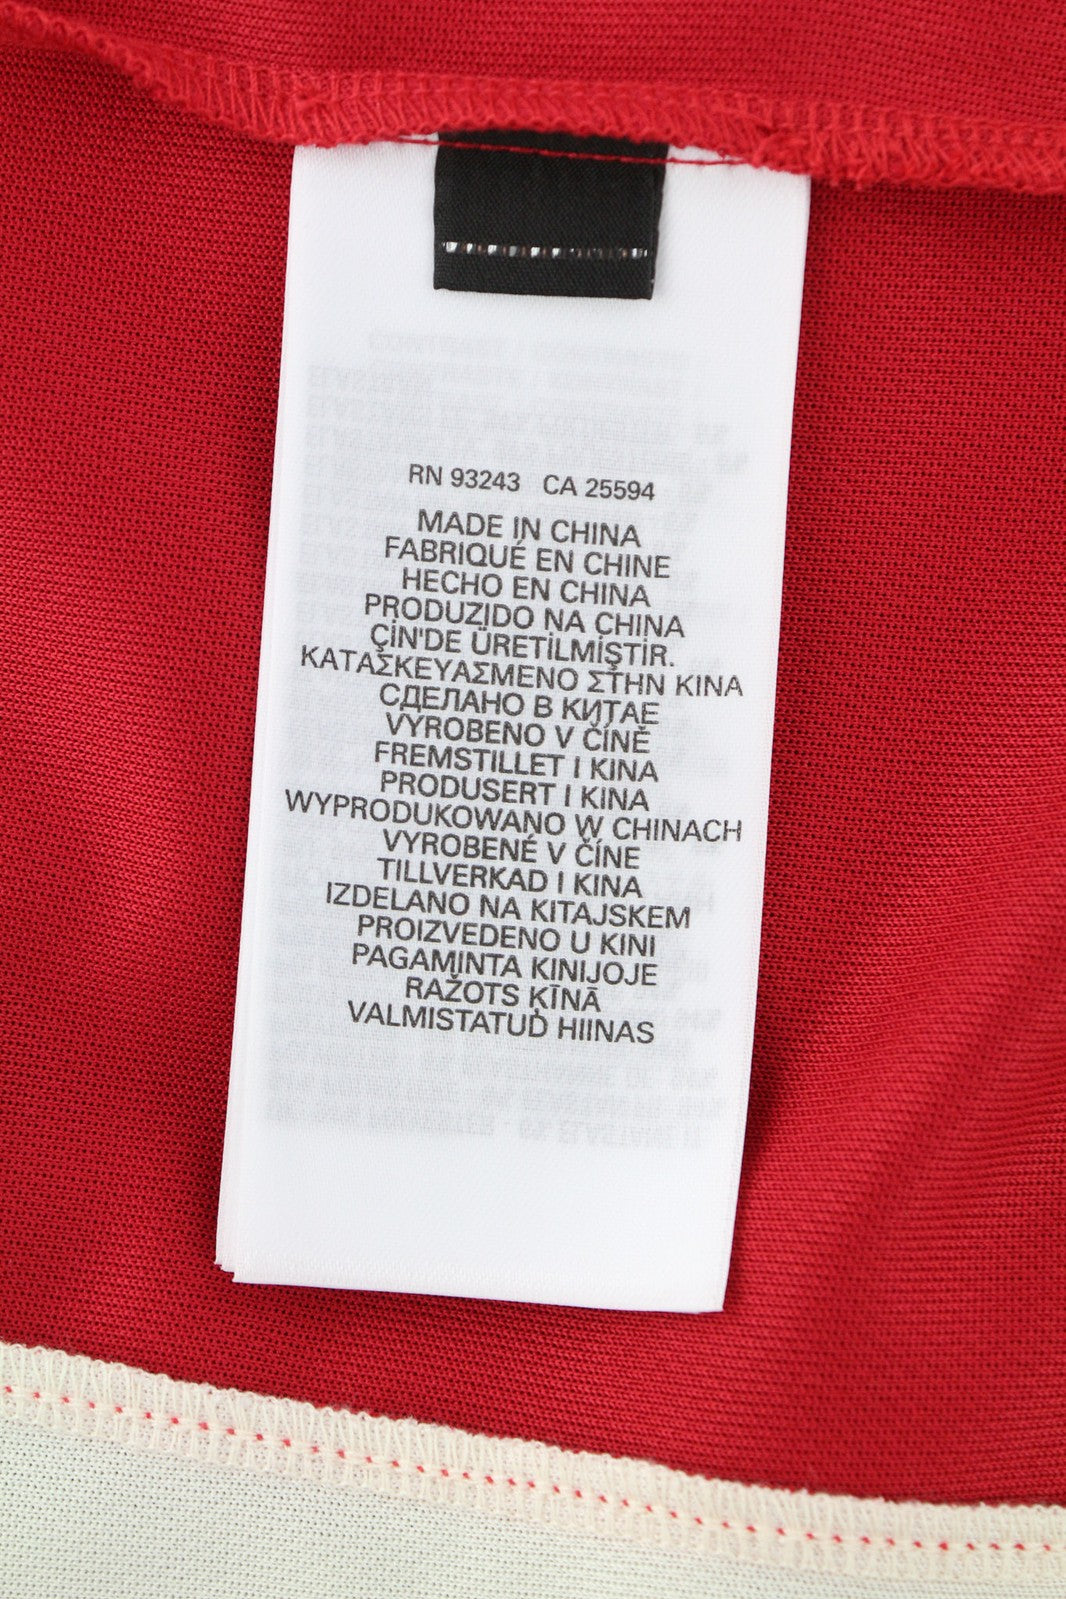 RN 93243 CA 25594
MADE IN CHINA
FABRIQUÉ EN CHINE
HECHO EN CHINA
PRODUZIDO NA CHINA
ÇİN'DE ÜRETİLMİŞTİR.
ΚΑΤΑΣΚΕΥΑΣΜΕΝΟ ΣΤΗΝ ΚΙΝΑ
СДЕЛАНО В КИТАЕ
VYROBENO V ČÍNĚ
FREMSTILLET I KINA
PRODUSERT I KINA
WYPRODUKOWANO W CHINACH
VYROBENÉ V ČÍNE
TILLVERKAD I KINA
IZDELANO NA KITAJSKEM
PROIZVEDENO U KINI
PAGAMINTA KINIJOJE
RAŽOTS ĶĪNĀ
VALMISTATUD HIINAS